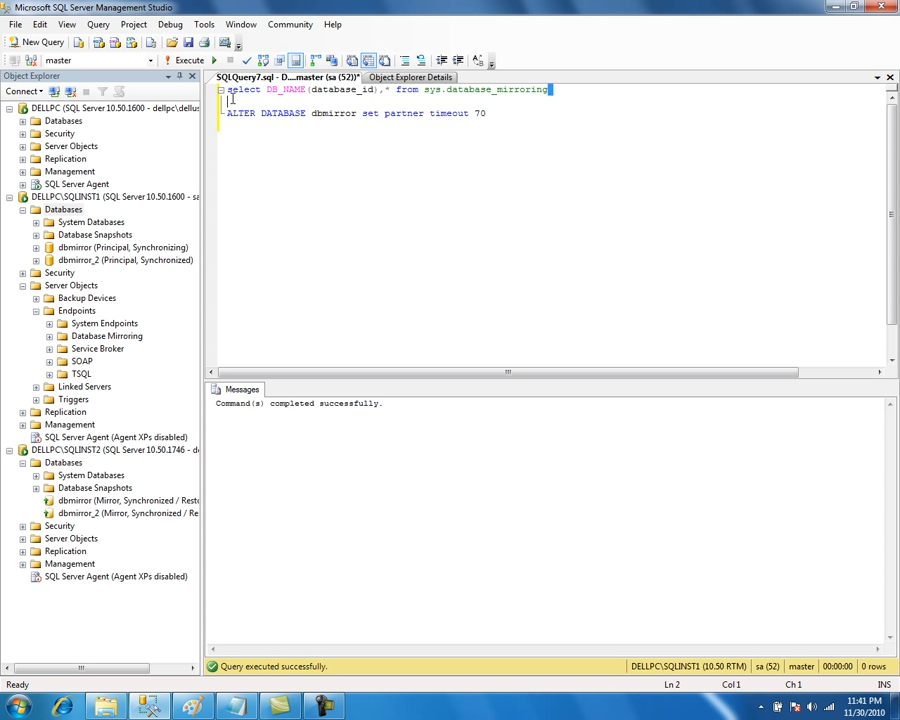 Microsoft SQL Server Management Studio
File Edit View Query Project Debug Tools Window Community Help
New Query
master Execute
Object Explorer
SQLQuery7.sql - D....master (sa (52))* Object Explorer Details
Connect
DELLPC (SQL Server 10.50.1600 - dellpc\dellus
Databases
Security
Server Objects
Replication
Management
SQL Server Agent
DELLPC\SQLINST1 (SQL Server 10.50.1600 - sa
Databases
System Databases
Database Snapshots
dbmirror (Principal, Synchronizing)
dbmirror_2 (Principal, Synchronized)
Security
Server Objects
Backup Devices
Endpoints
System Endpoints
Database Mirroring
Service Broker
SOAP
TSQL
Linked Servers
Triggers
Replication
Management
SQL Server Agent (Agent XPs disabled)
DELLPC\SQLINST2 (SQL Server 10.50.1746 - de
Databases
System Databases
Database Snapshots
dbmirror (Mirror, Synchronized / Resto
dbmirror_2 (Mirror, Synchronized / Re
Security
Server Objects
Replication
Management
SQL Server Agent (Agent XPs disabled)
select DB_NAME(database_id),* from sys.database_mirroring
ALTER DATABASE dbmirror set partner timeout 70
Messages
Command(s) completed successfully.
Query executed successfully. DELLPC\SQLINST1 (10.50 RTM) sa (52) master 00:00:00 0 rows
Ready Ln 2 Col 1 Ch 1 INS
11:41 PM
11/30/2010